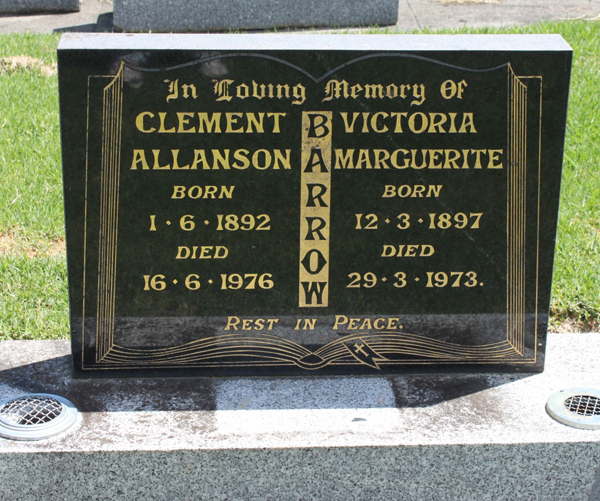 In Loving Memory Of
CLEMENT
ALLANSON
BORN
1·6·1892
DIED
16·6·1976
BARROW
VICTORIA
MARGUERITE
BORN
12·3·1897
DIED
29·3·1973.
REST IN PEACE.